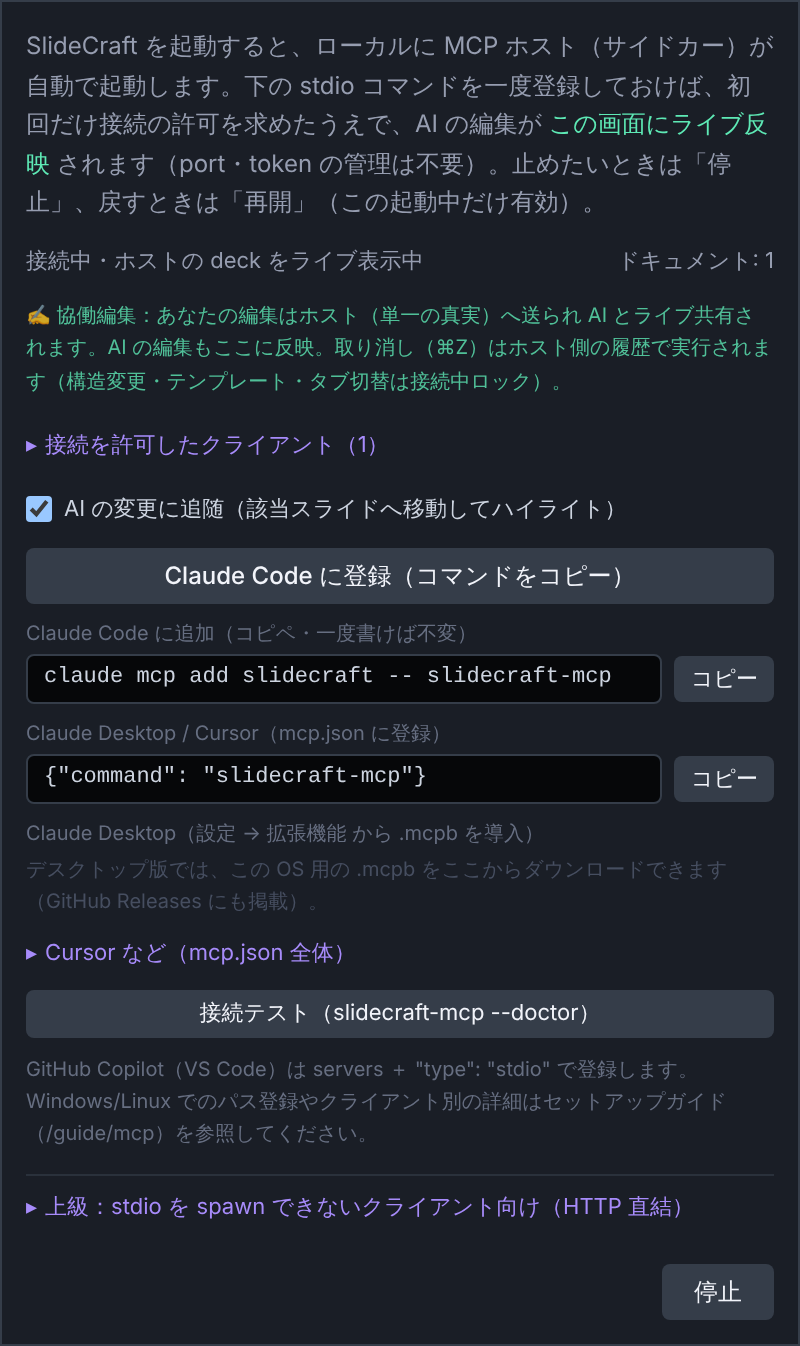 SlideCraft を起動すると、ローカルに MCP ホスト（サイドカー）が
自動で起動します。下の stdio コマンドを一度登録しておけば、初
回だけ接続の許可を求めたうえで、AI の編集が この画面にライブ反
映 されます（port・token の管理は不要）。止めたいときは「停
止」、戻すときは「再開」（この起動中だけ有効）。
接続中・ホストの deck をライブ表示中 ドキュメント: 1
✍️ 協働編集：あなたの編集はホスト（単一の真実）へ送られ AI とライブ共有さ
れます。AI の編集もここに反映。取り消し（⌘Z）はホスト側の履歴で実行されま
す（構造変更・テンプレート・タブ切替は接続中ロック）。
▸ 接続を許可したクライアント（1）
AI の変更に追随（該当スライドへ移動してハイライト）
Claude Code に登録（コマンドをコピー）
Claude Code に追加（コピペ・一度書けば不変）
claude mcp add slidecraft -- slidecraft-mcp コピー
Claude Desktop / Cursor（mcp.json に登録）
{"command": "slidecraft-mcp"} コピー
Claude Desktop（設定 → 拡張機能 から .mcpb を導入）
デスクトップ版では、この OS 用の .mcpb をここからダウンロードできます
（GitHub Releases にも掲載）。
▸ Cursor など（mcp.json 全体）
接続テスト（slidecraft-mcp --doctor）
GitHub Copilot（VS Code）は servers ＋ "type": "stdio" で登録します。
Windows/Linux でのパス登録やクライアント別の詳細はセットアップガイド
（/guide/mcp）を参照してください。
▸ 上級：stdio を spawn できないクライアント向け（HTTP 直結）
停止